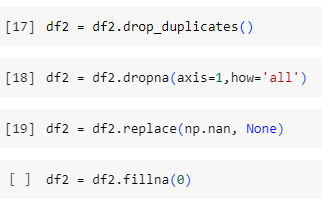 [17] df2 = df2.drop_duplicates()
[18] df2 = df2.dropna(axis=1,how='all')
[19] df2 = df2.replace(np.nan, None)
[ ] df2 = df2.fillna(0)